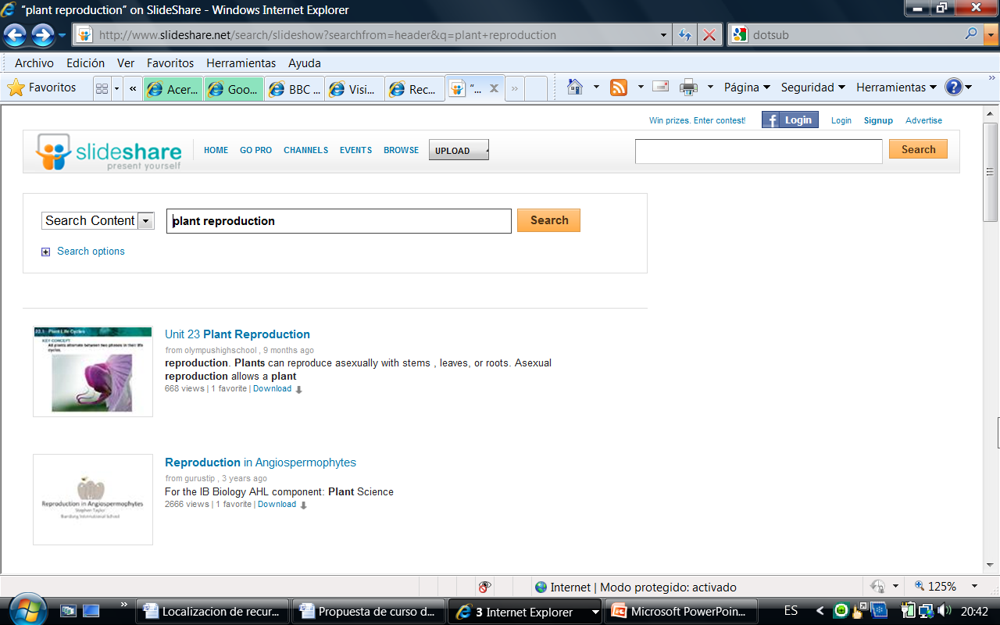 “plant reproduction” on SlideShare - Windows Internet Explorer
http://www.slideshare.net/search/slideshow?searchfrom=header&q=plant+reproduction
dotsub
Archivo Edición Ver Favoritos Herramientas Ayuda
Favoritos « Acer... Goo... BBC ... Visi... Rec... “... X » Página Seguridad Herramientas »
Win prizes. Enter contest! f Login Login Signup Advertise
slideshare
present yourself
HOME GO PRO CHANNELS EVENTS BROWSE UPLOAD Search
Search Content plant reproduction Search
Search options
22.1 Plant Life Cycles
KEY CONCEPT
All plants alternate between two phases in their life
cycles.
Unit 23 Plant Reproduction
from olympushighschool , 9 months ago
reproduction. Plants can reproduce asexually with stems , leaves, or roots. Asexual
reproduction allows a plant
668 views | 1 favorite | Download
Reproduction in Angiospermophytes
Stephen Taylor
Bandung International School
Reproduction in Angiospermophytes
from gurustip , 3 years ago
For the IB Biology AHL component: Plant Science
2666 views | 1 favorite | Download
Internet | Modo protegido: activado 125%
» Localizacion de recur... Propuesta de curso d... 3 Internet Explorer Microsoft PowerPoin... ES < 20:42